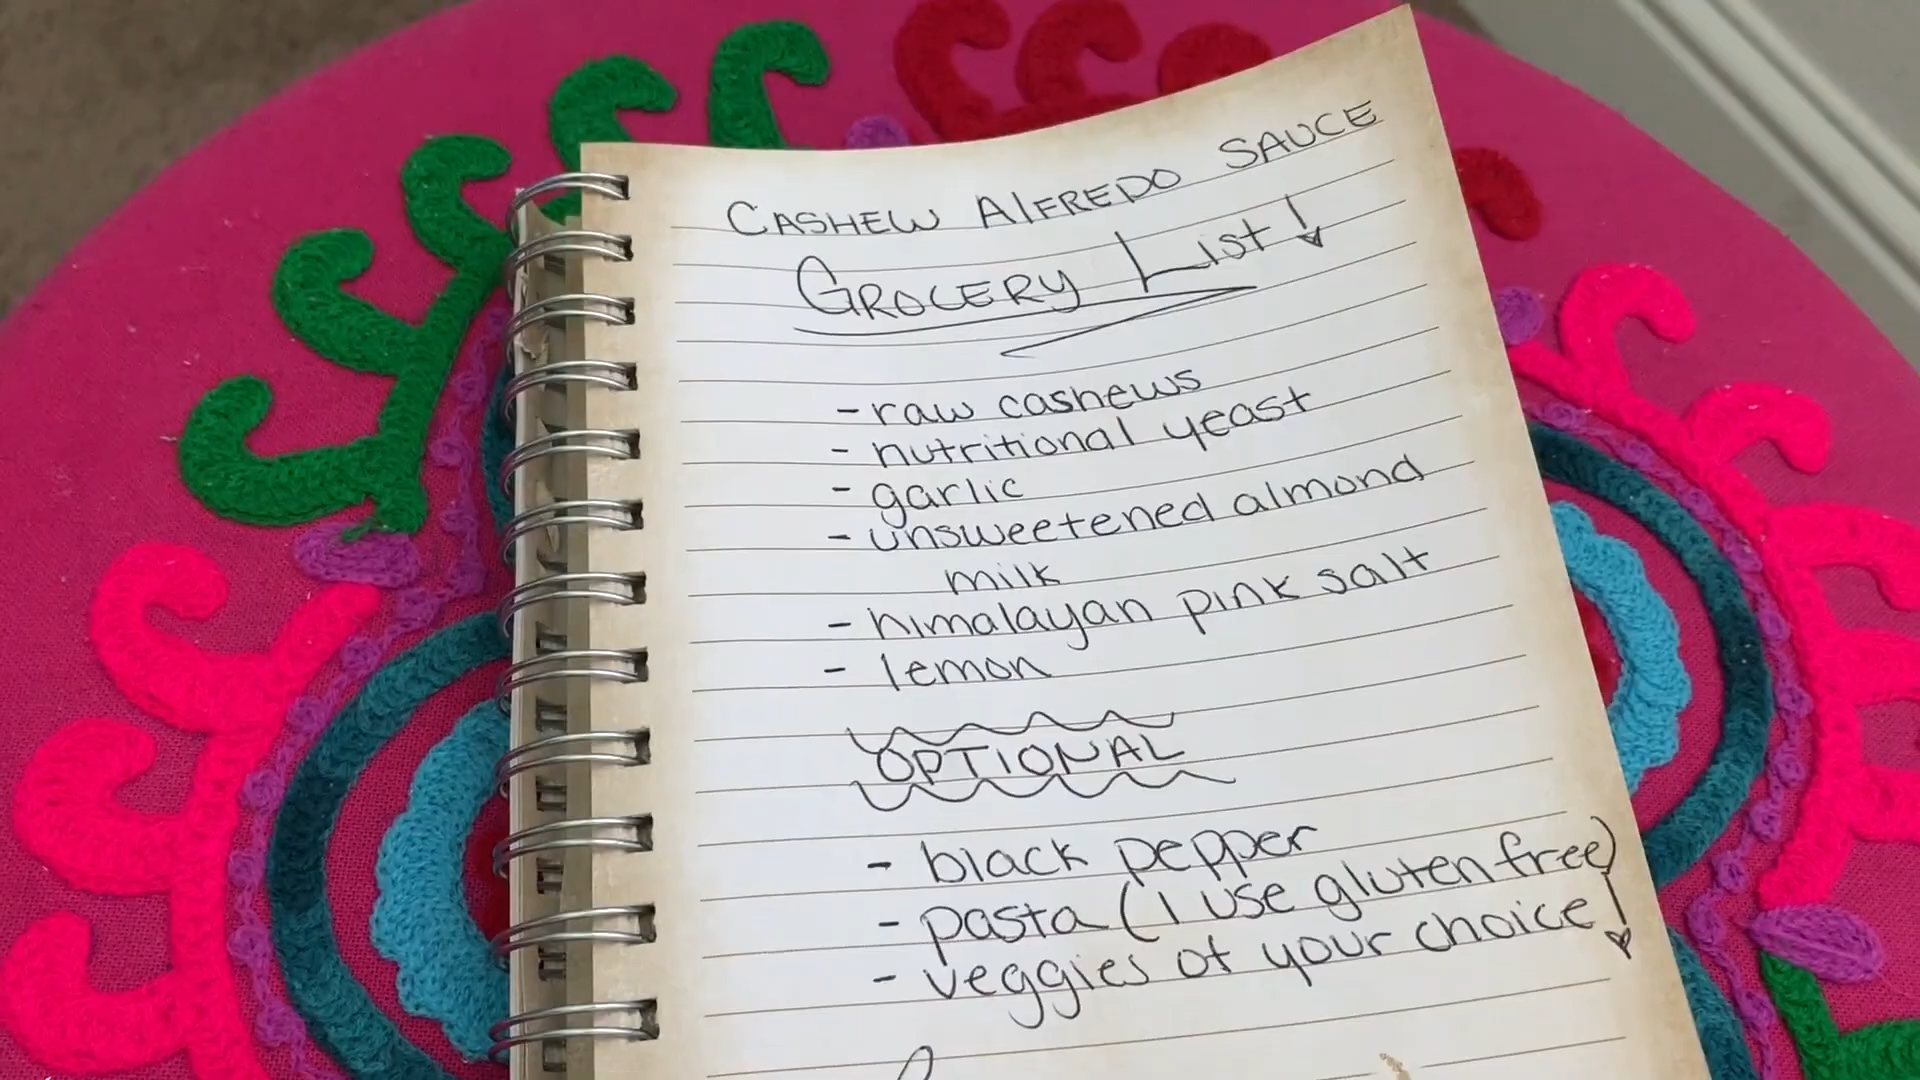 CASHEW AlFREDO SAUCE
GROCERY LIST!
- raw cashews
- nutritional yeast
- garlic
- unsweetened almond
milk
- himalayan pink salt
- lemon
OPTIONAL
- black pepper
- pasta (I use gluten free)
- veggies of your choice!